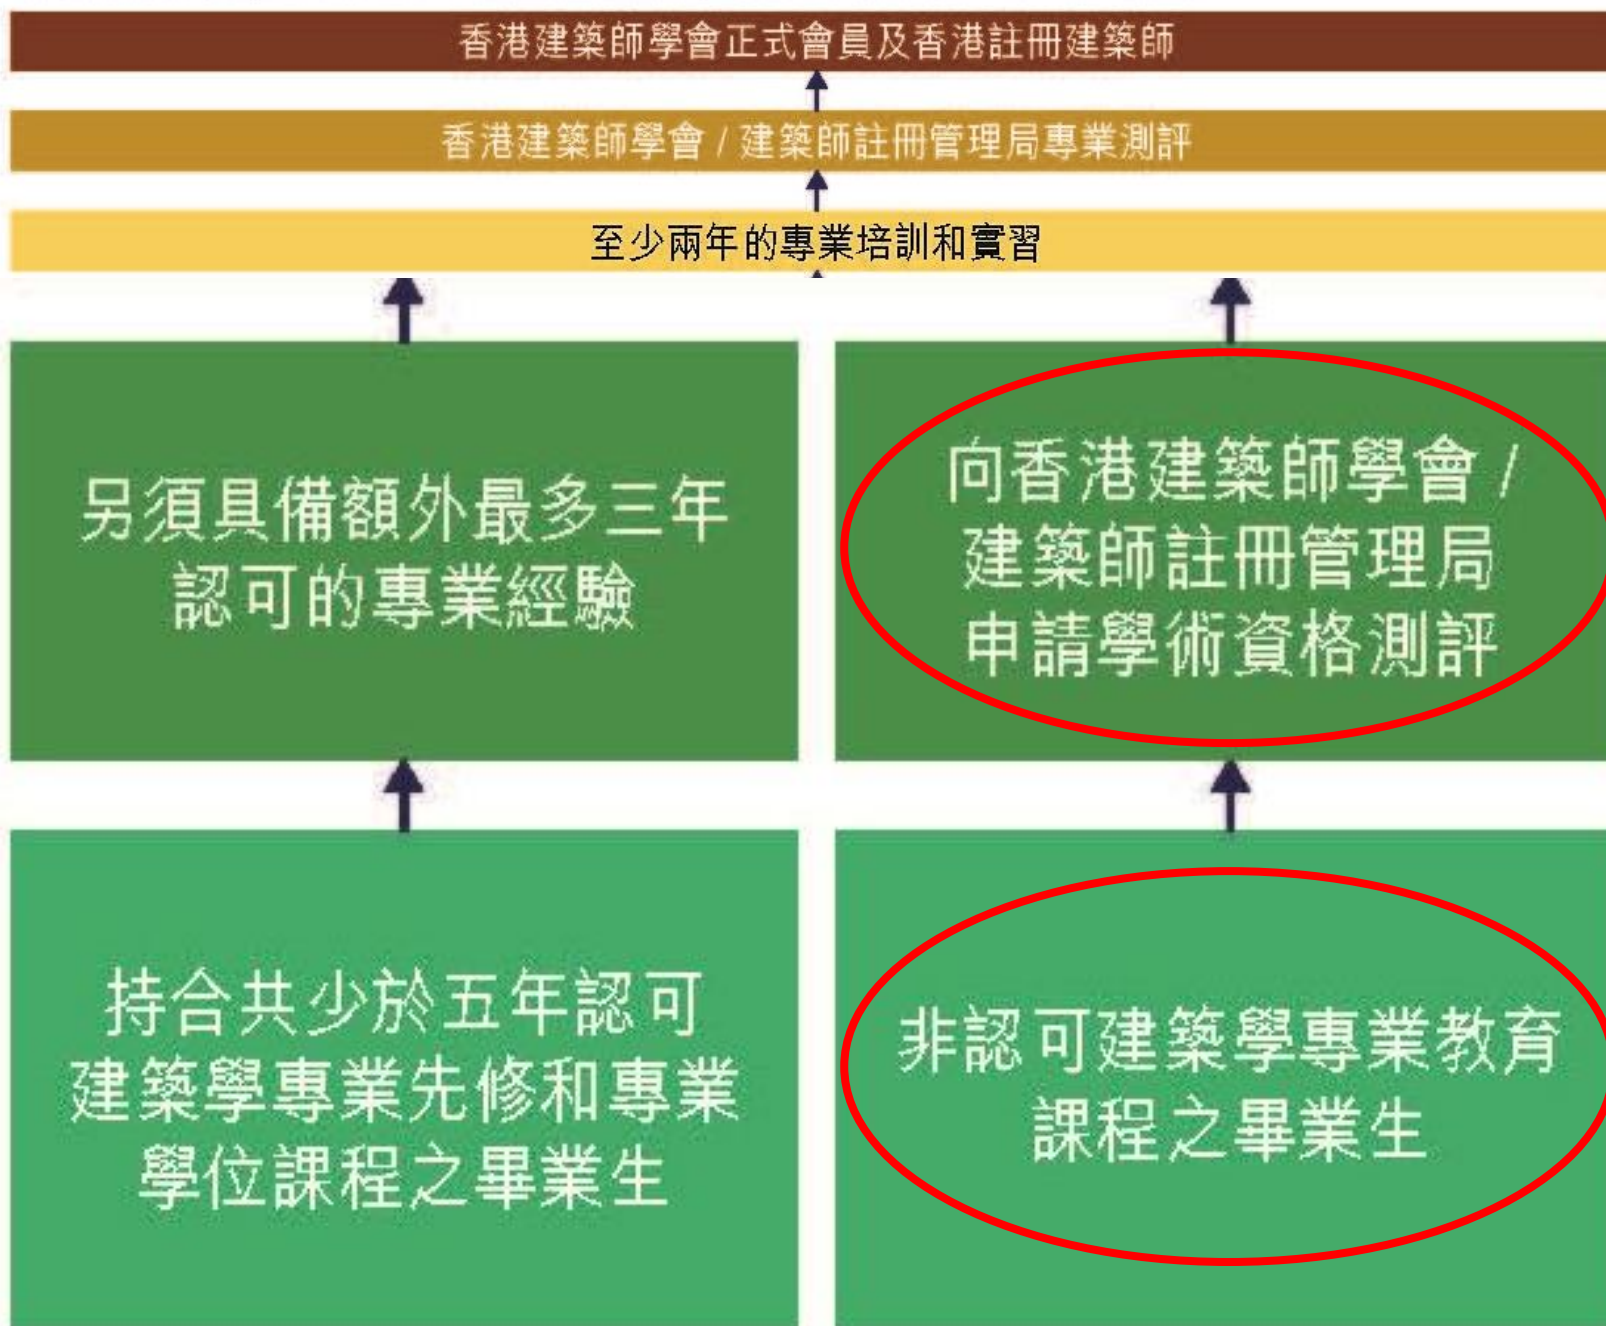 香港建築師學會正式會員及香港註冊建築師
香港建築師學會 / 建築師註冊管理局專業測評
至少兩年的專業培訓和實習
另須具備額外最多三年
認可的專業經驗
向香港建築師學會 /
建築師註冊管理局
申請學術資格測評
持合共少於五年認可
建築學專業先修和專業
學位課程之畢業生
非認可建築學專業教育
課程之畢業生